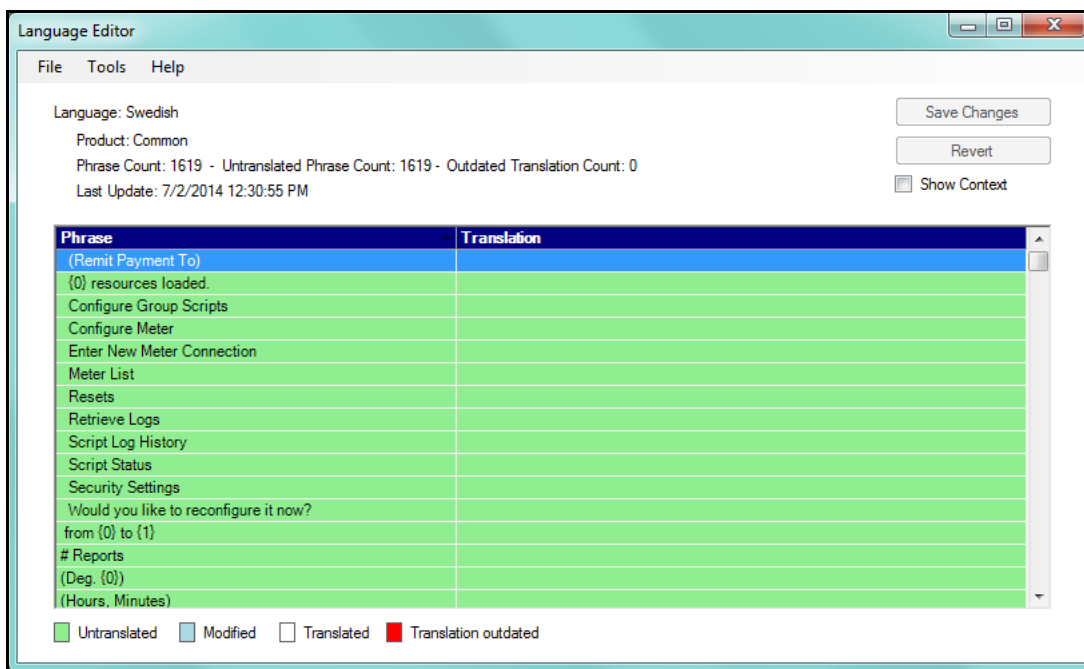 Language Editor
File Tools Help
Language: Swedish
Save Changes
Product: Common
Phrase Count: 1619 - Untranslated Phrase Count: 1619 - Outdated Translation Count: 0
Revert
Last Update: 7/2/2014 12:30:55 PM
Show Context
Phrase Translation
(Remit Payment To)
{0} resources loaded.
Configure Group Scripts
Configure Meter
Enter New Meter Connection
Meter List
Resets
Retrieve Logs
Script Log History
Script Status
Security Settings
Would you like to reconfigure it now?
from {0} to {1}
# Reports
(Deg. {0})
(Hours, Minutes)
Untranslated Modified Translated Translation outdated